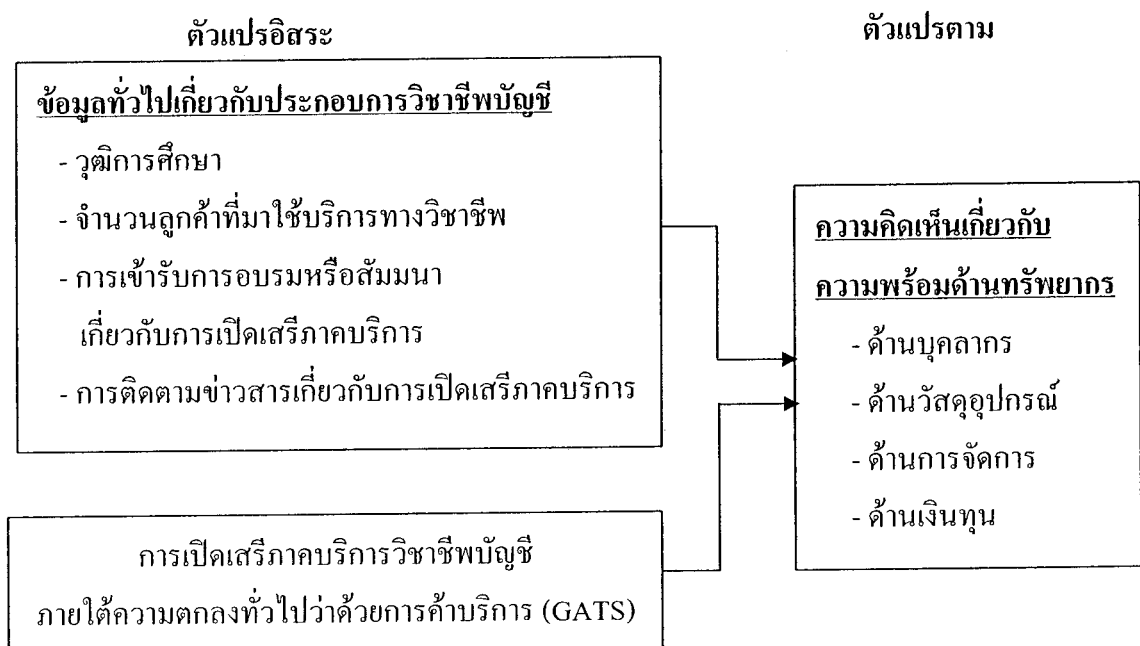 ตัวแปรอิสระ
ข้อมูลทั่วไปเกี่ยวกับประกอบการวิชาชีพบัญชี
- วุฒิการศึกษา
- จำนวนลูกค้าที่มาใช้บริการทางวิชาชีพ
- การเข้ารับการอบรมหรือสัมมนา
เกี่ยวกับการเปิดเสรีภาคบริการ
- การติดตามข่าวสารเกี่ยวกับการเปิดเสรีภาคบริการ
การเปิดเสรีภาคบริการวิชาชีพบัญชี
ภายใต้ความตกลงทั่วไปว่าด้วยการค้าบริการ (GATS)
ตัวแปรตาม
ความคิดเห็นเกี่ยวกับ
ความพร้อมด้านทรัพยากร
- ด้านบุคลากร
- ด้านวัสดุอุปกรณ์
- ด้านการจัดการ
- ด้านเงินทุน